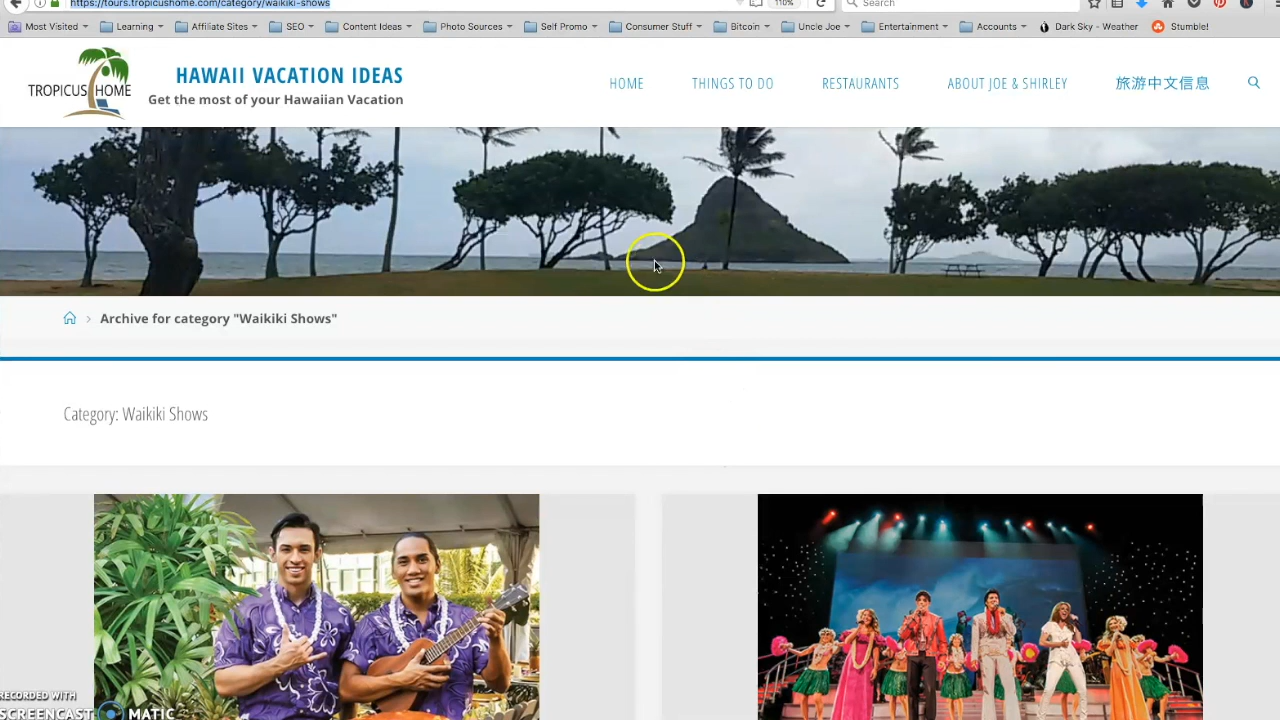 https://tours.tropicushome.com/category/waikiki-shows
110%
Search
Most Visited
Learning
Affiliate Sites
SEO
Content Ideas
Photo Sources
Self Promo
Consumer Stuff
Bitcoin
Uncle Joe
Entertainment
Accounts
Dark Sky - Weather
Stumble!
TROPICUS HOME
HAWAII VACATION IDEAS
Get the most of your Hawaiian Vacation
HOME
THINGS TO DO
RESTAURANTS
ABOUT JOE & SHIRLEY
旅游中文信息
Archive for category "Waikiki Shows"
Category: Waikiki Shows
RECORDED WITH
SCREENCAST MATIC